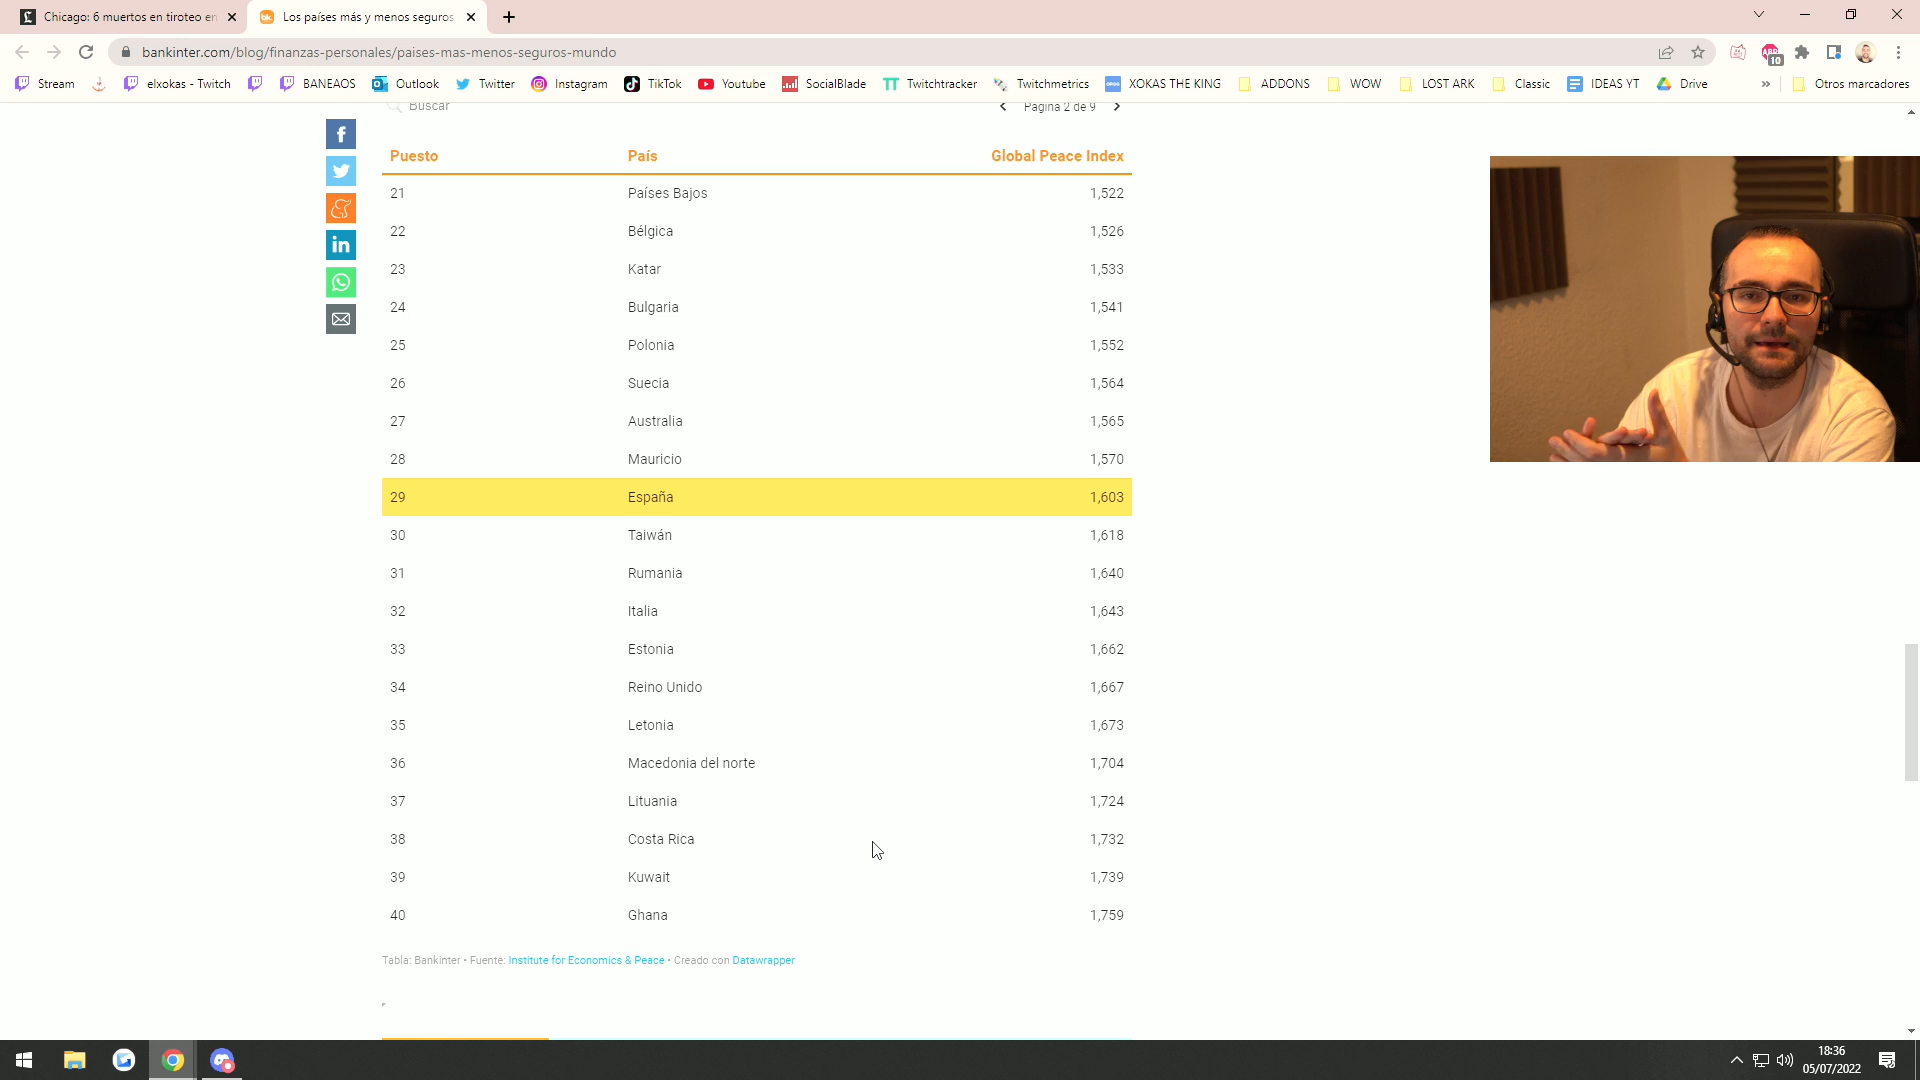 Chicago: 6 muertos en tiroteo en
Los países más y menos seguros
bankinter.com/blog/finanzas-personales/paises-mas-menos-seguros-mundo
10
Stream
elxokas - Twitch
BANEAOS
Outlook
Twitter
Instagram
TikTok
Youtube
SocialBlade
TT Twitchtracker
Twitchmetrics
XOKAS THE KING
ADDONS
WOW
LOST ARK
Classic
IDEAS YT
Drive
»
Otros marcadores
Buscar
Página 2 de 9
Puesto País Global Peace Index
21 Países Bajos 1,522
22 Bélgica 1,526
23 Katar 1,533
24 Bulgaria 1,541
25 Polonia 1,552
26 Suecia 1,564
27 Australia 1,565
28 Mauricio 1,570
29 España 1,603
30 Taiwán 1,618
31 Rumania 1,640
32 Italia 1,643
33 Estonia 1,662
34 Reino Unido 1,667
35 Letonia 1,673
36 Macedonia del norte 1,704
37 Lituania 1,724
38 Costa Rica 1,732
39 Kuwait 1,739
40 Ghana 1,759
Tabla: Bankinter • Fuente: Institute for Economics & Peace • Creado con Datawrapper
18:36
05/07/2022